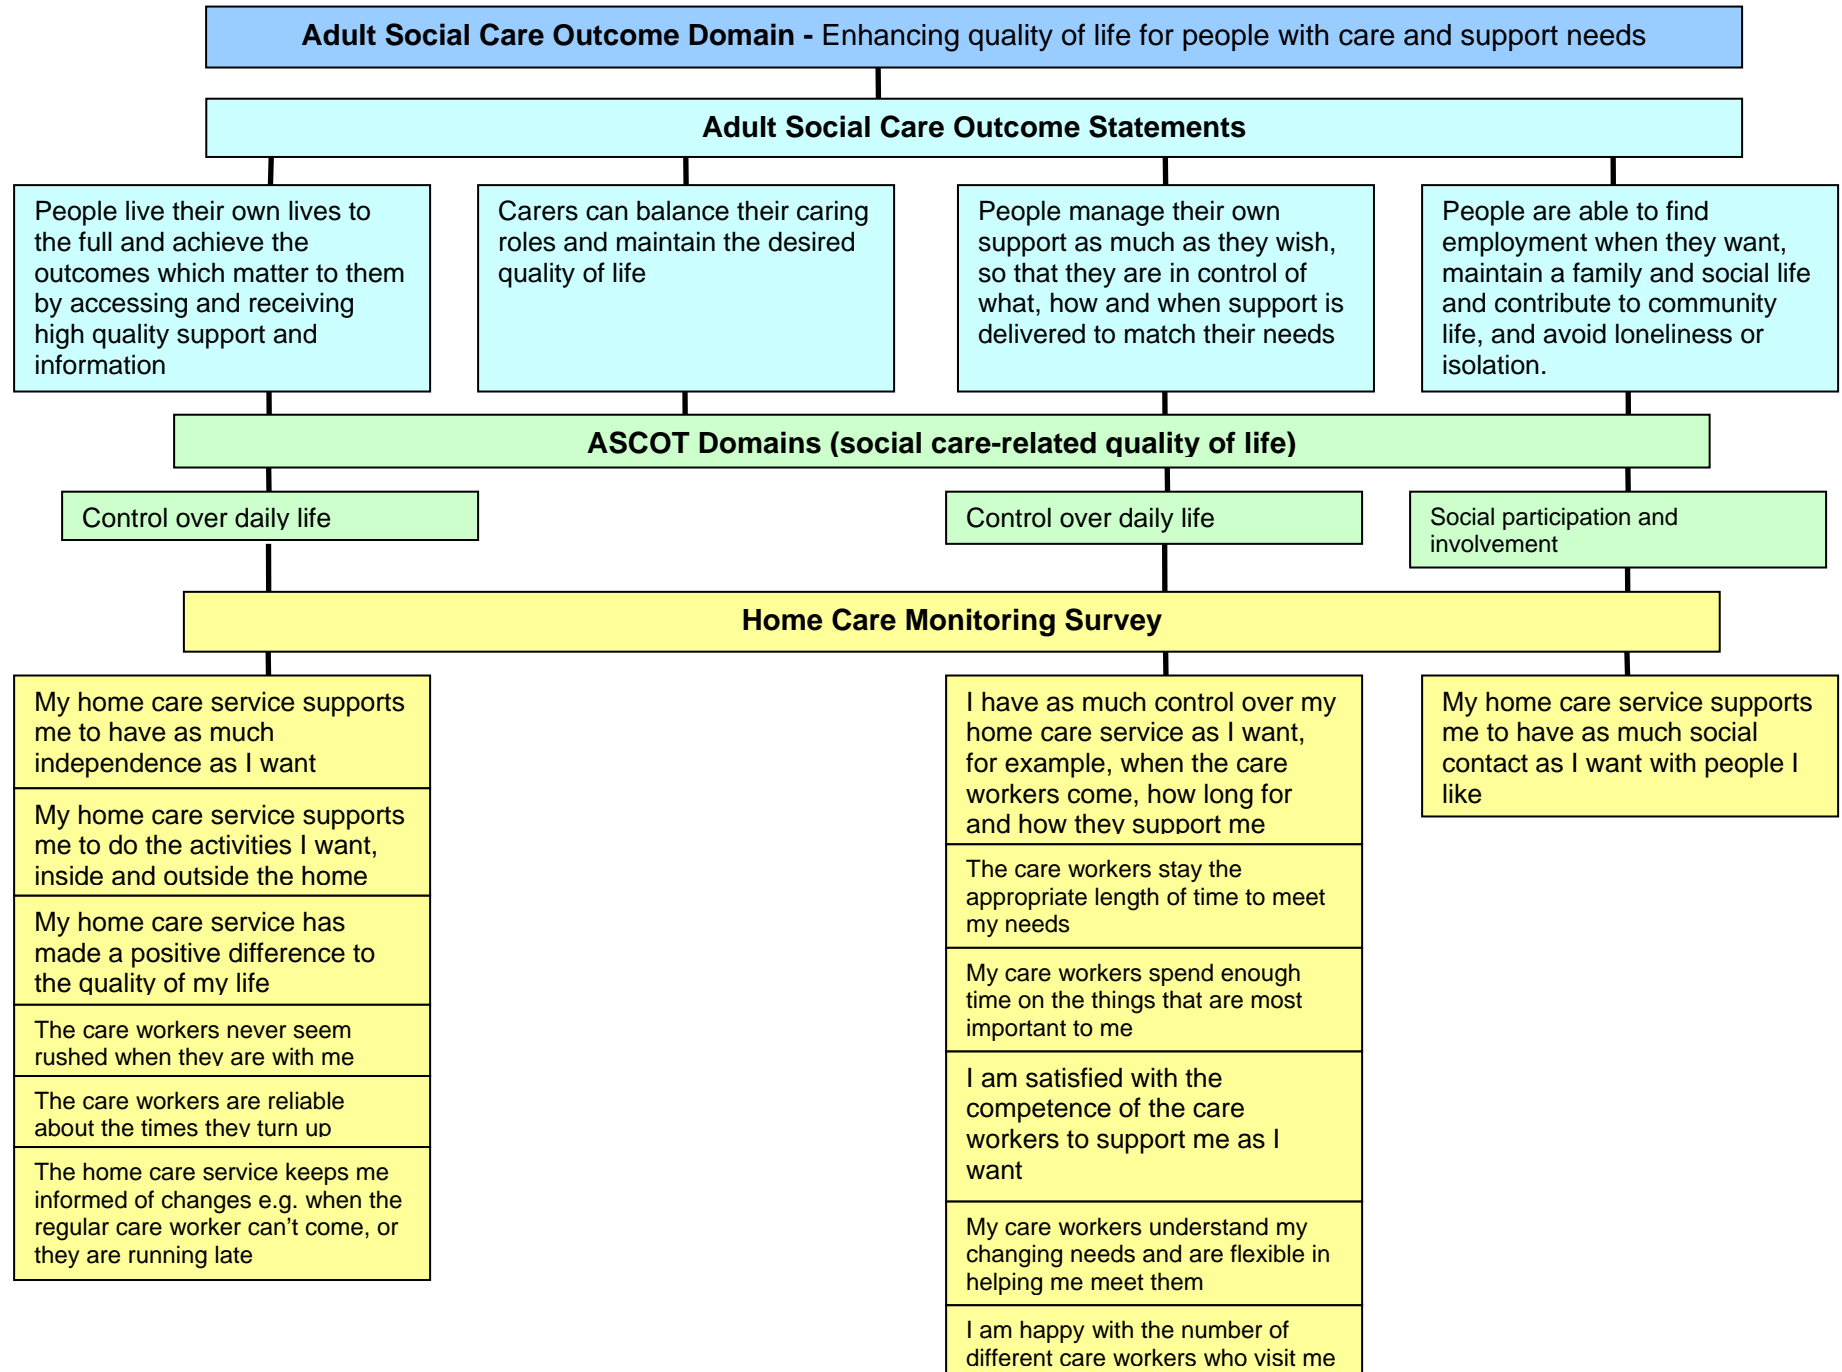 Adult Social Care Outcome Domain - Enhancing quality of life for people with care and support needs
Adult Social Care Outcome Statements
People live their own lives to
the full and achieve the
outcomes which matter to them
by accessing and receiving
high quality support and
information
Carers can balance their caring
roles and maintain the desired
quality of life
People manage their own
support as much as they wish,
so that they are in control of
what, how and when support is
delivered to match their needs
People are able to find
employment when they want,
maintain a family and social life
and contribute to community
life, and avoid loneliness or
isolation.
ASCOT Domains (social care-related quality of life)
Control over daily life
Control over daily life
Social participation and
involvement
Home Care Monitoring Survey
My home care service supports
me to have as much
independence as I want
My home care service supports
me to do the activities I want,
inside and outside the home
My home care service has
made a positive difference to
the quality of my life
The care workers never seem
rushed when they are with me
The care workers are reliable
about the times they turn up
The home care service keeps me
informed of changes e.g. when the
regular care worker can’t come, or
they are running late
I have as much control over my
home care service as I want,
for example, when the care
workers come, how long for
and how they support me
The care workers stay the
appropriate length of time to meet
my needs
My care workers spend enough
time on the things that are most
important to me
I am satisfied with the
competence of the care
workers to support me as I
want
My care workers understand my
changing needs and are flexible in
helping me meet them
I am happy with the number of
different care workers who visit me
My home care service supports
me to have as much social
contact as I want with people I
like